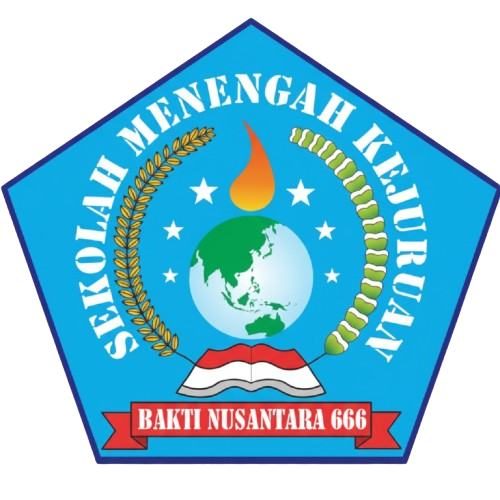 SEKOLAH MENENGAH KEJURUAN
BAKTI NUSANTARA 666